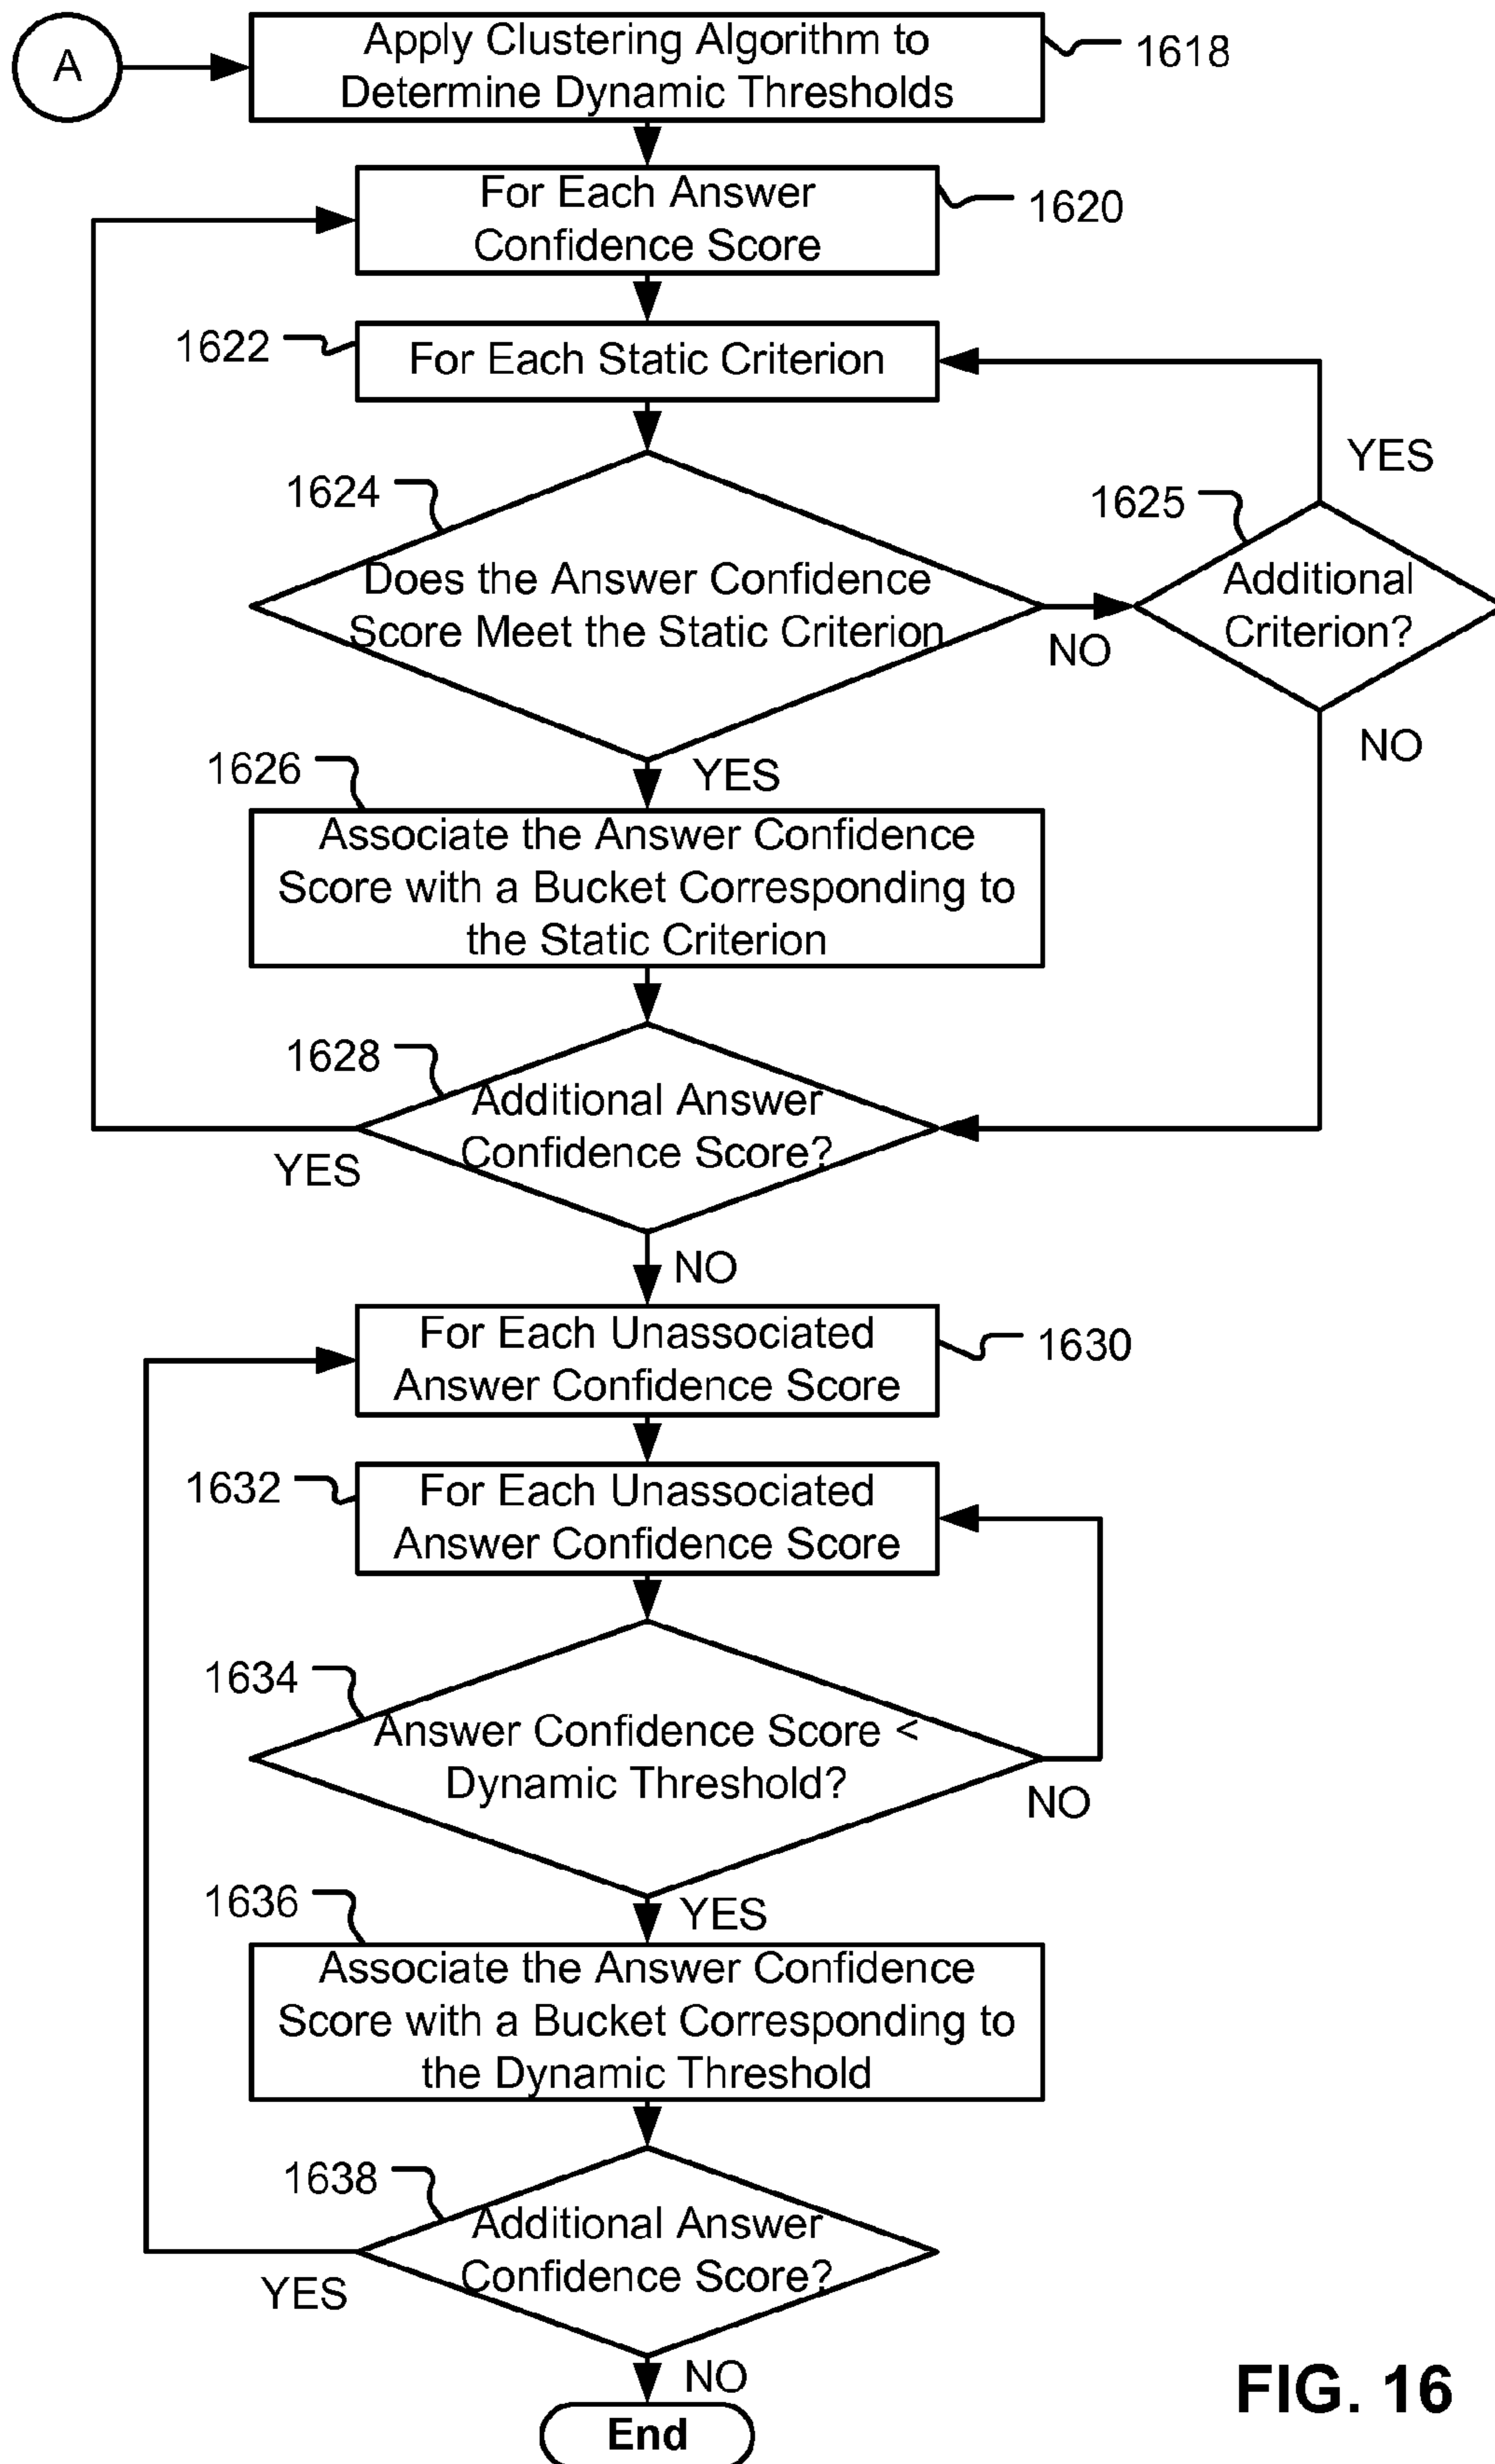 A
Apply Clustering Algorithm to
Determine Dynamic Thresholds
1618
For Each Answer
Confidence Score
1620
1622
For Each Static Criterion
YES
1624
1625
Does the Answer Confidence
Score Meet the Static Criterion
NO
Additional
Criterion?
NO
1626
YES
Associate the Answer Confidence
Score with a Bucket Corresponding to
the Static Criterion
1628
Additional Answer
Confidence Score?
YES
NO
For Each Unassociated
Answer Confidence Score
1630
1632
For Each Unassociated
Answer Confidence Score
1634
Answer Confidence Score <
Dynamic Threshold?
NO
1636
YES
Associate the Answer Confidence
Score with a Bucket Corresponding to
the Dynamic Threshold
1638
Additional Answer
Confidence Score?
YES
NO
End
FIG. 16